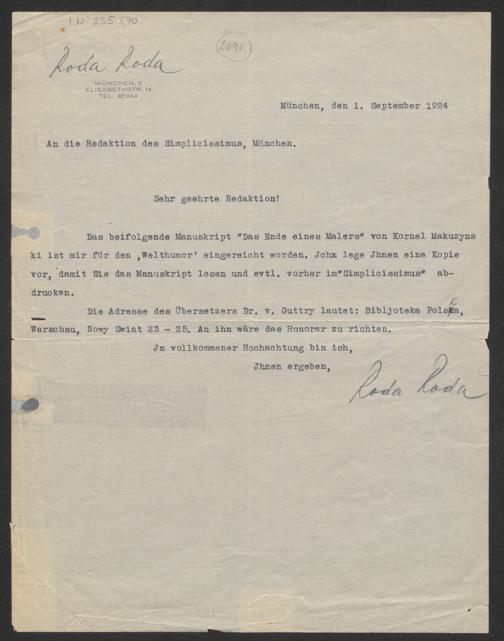 IN 235.270
2091
Roda Roda
MÜNCHEN, 2
ELISABETHSTR. 14
TEL. 32964
München, den 1. September 1924
An die Redaktion des Simplicissimus, München.
Sehr geehrte Redaktion!
Das beifolgende Manuskript "Das Ende eines Malers" von Kornel Makuzyns
ki ist mir für den ‚Welthumor' eingereicht worden. Jchx lege Jhnen eine Kopie
vor, damit Sie das Manuskript lesen und evtl. vorher im"Simplicissimus" ab-
drucken.
Die Adresse des Übersetzers Dr. v. Guttry lautet: Bibljoteka Polska,
Warschau, Nowy Swiat 23 - 25. An ihn wäre das Honorar zu richten.
Jn vollkommener Hochachtung bin ich,
Jhnen ergeben,
Roda Roda